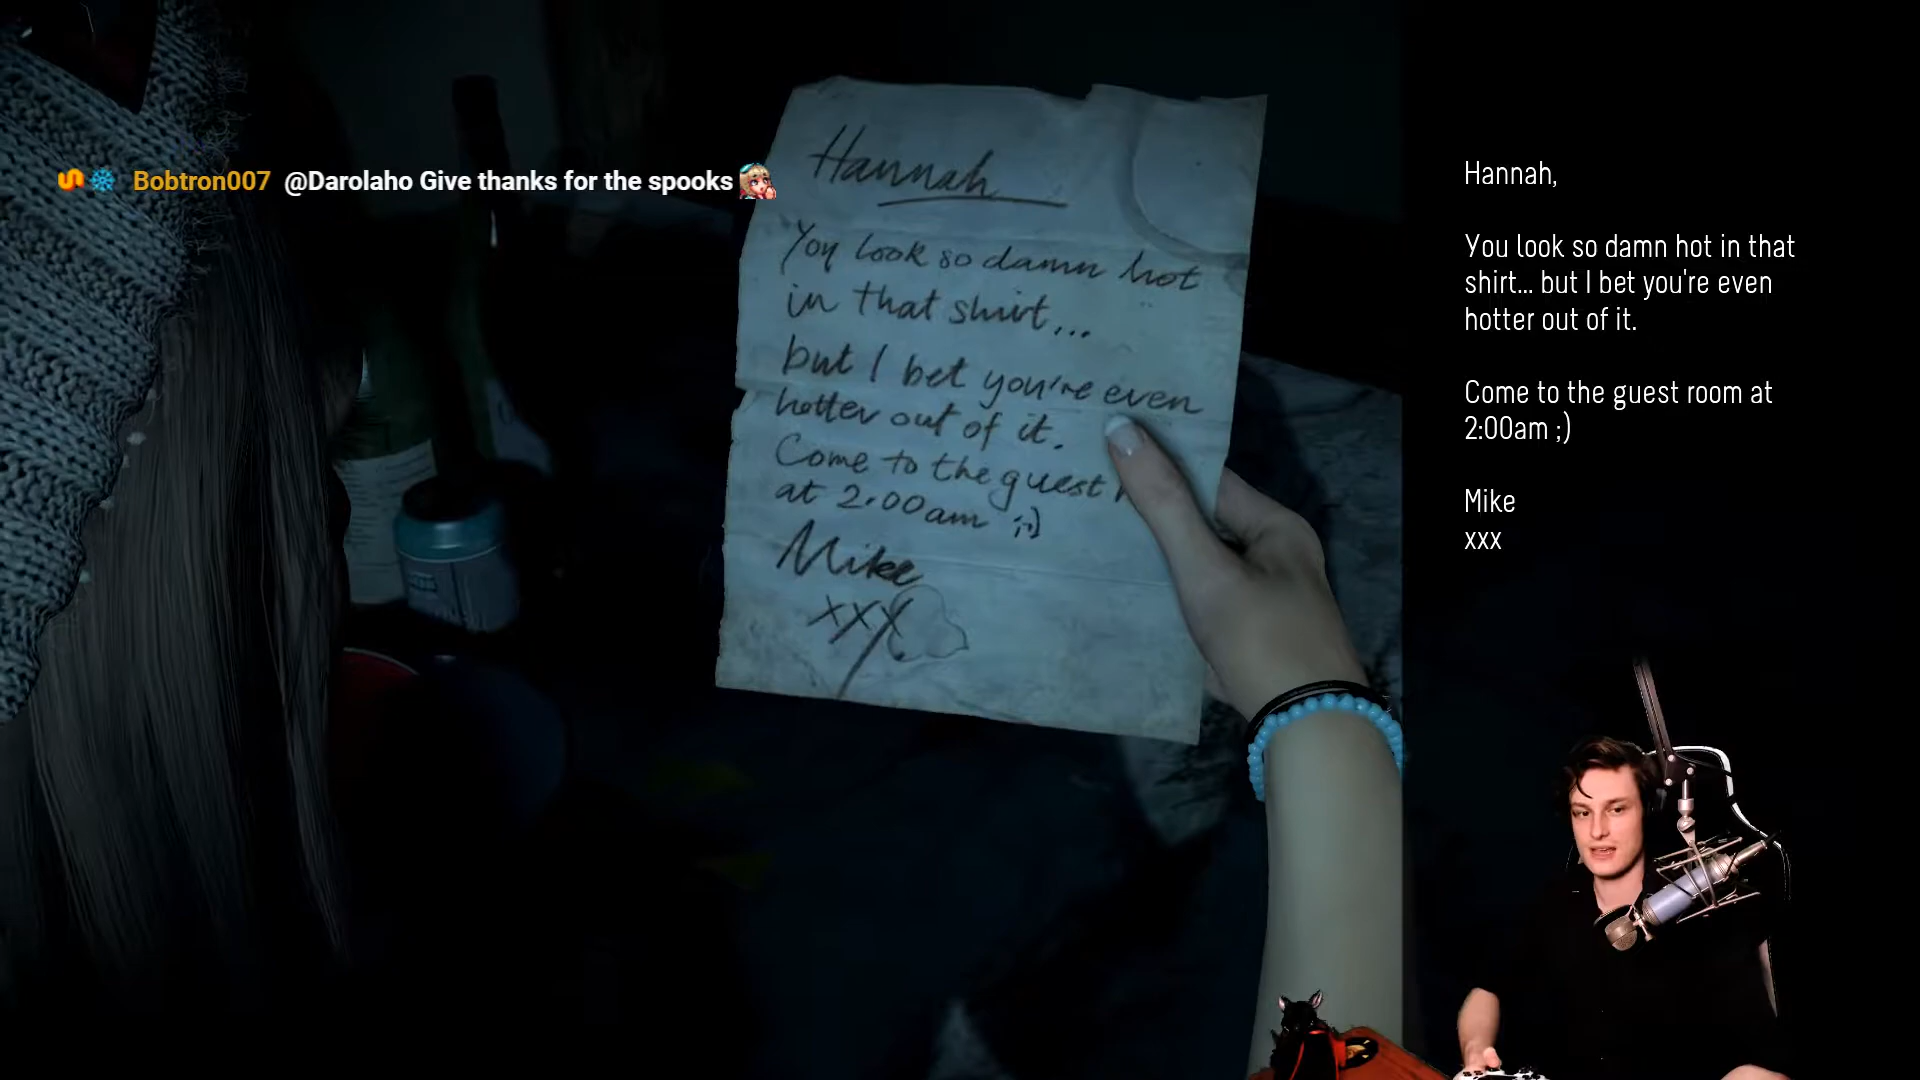 Bobtron007 @Darolaho Give thanks for the spooks
Hannah
You look so damn hot
in that shirt...
but I bet you're even
hotter out of it.
Come to the guest
at 2.00am ;)
Mike
xxx
Hannah,
You look so damn hot in that
shirt... but I bet you're even
hotter out of it.
Come to the guest room at
2:00am ;)
Mike
xxx